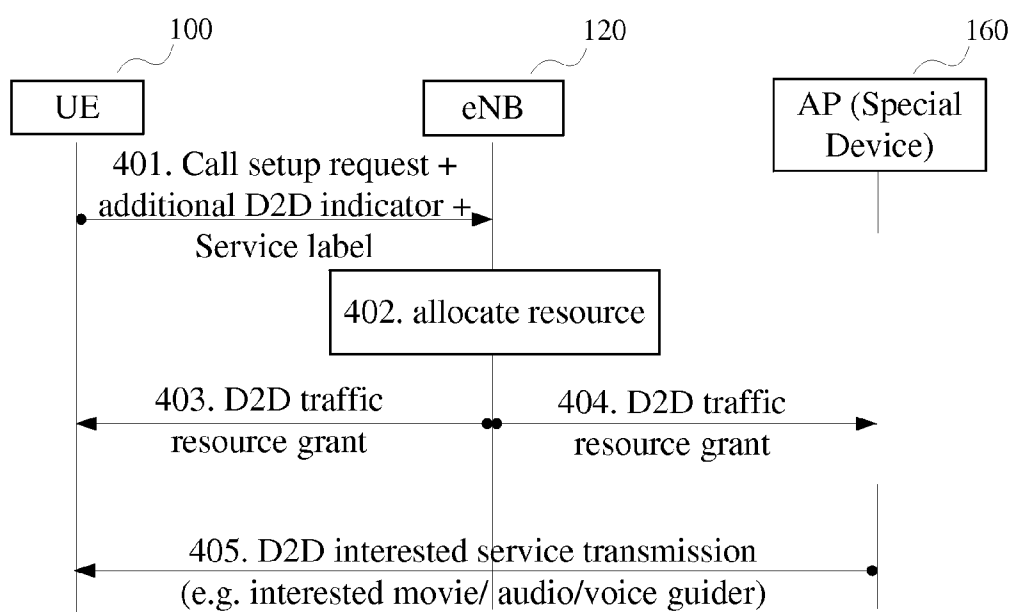 100
120
160
UE
eNB
AP (Special
Device)
401. Call setup request +
additional D2D indicator +
Service label
402. allocate resource
403. D2D traffic
resource grant
404. D2D traffic
resource grant
405. D2D interested service transmission
(e.g. interested movie/ audio/voice guider)